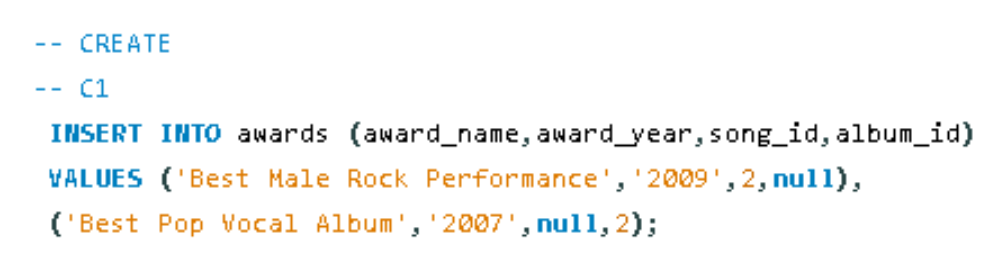 -- CREATE
-- C1
INSERT INTO awards (award_name,award_year,song_id,album_id)
VALUES ('Best Male Rock Performance','2009',2,null),
('Best Pop Vocal Album','2007',null,2);